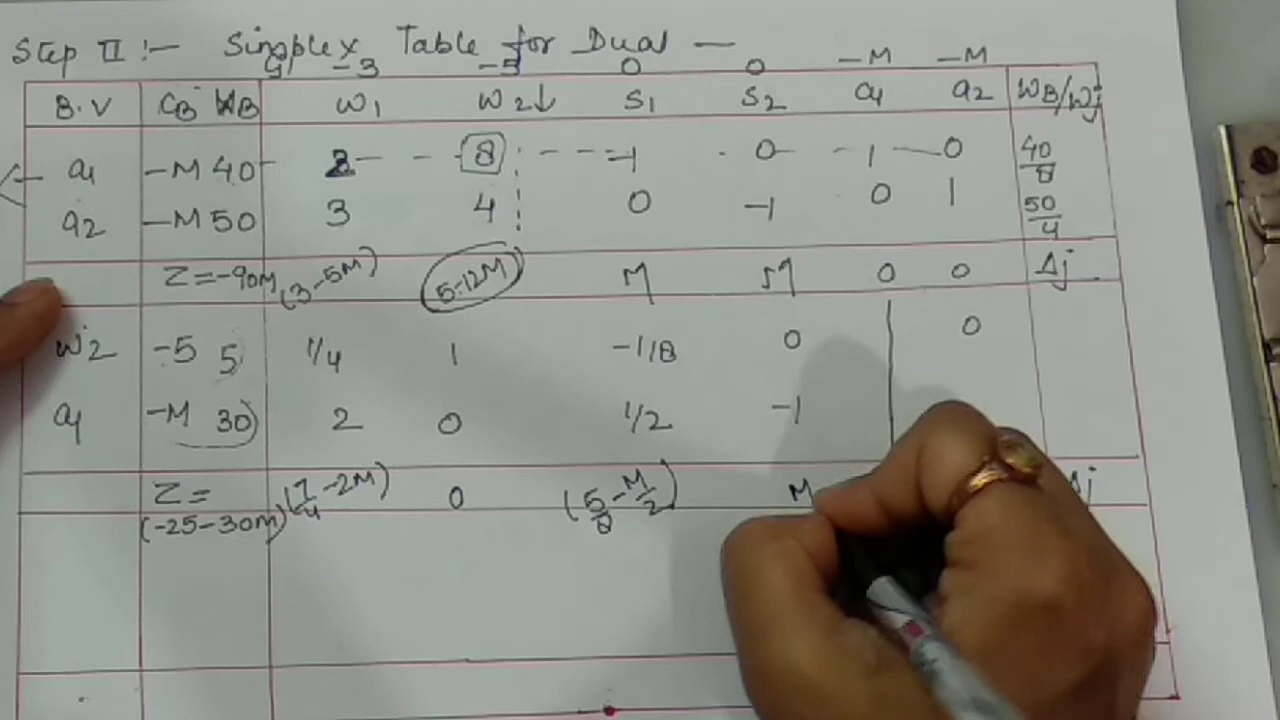 Step II :- Simplex Table for Dual —
-3 -5 0 0 -M -M
B.V CB WB W1 W2↓ S1 S2 a1 a2 WB/Wj
a1 -M 40 2 8 -1 0 1 0 40/8
a2 -M 50 3 4 0 -1 0 1 50/4
Z=-90M (3-5M) (5-12M) M M 0 0 Δj
W2 -5 5 1/4 1 -1/8 0 0
a1 -M 30 2 0 1/2 -1
Z= (7/4-2M) 0 (5/8-M/2) M Δj
(-25-30M)